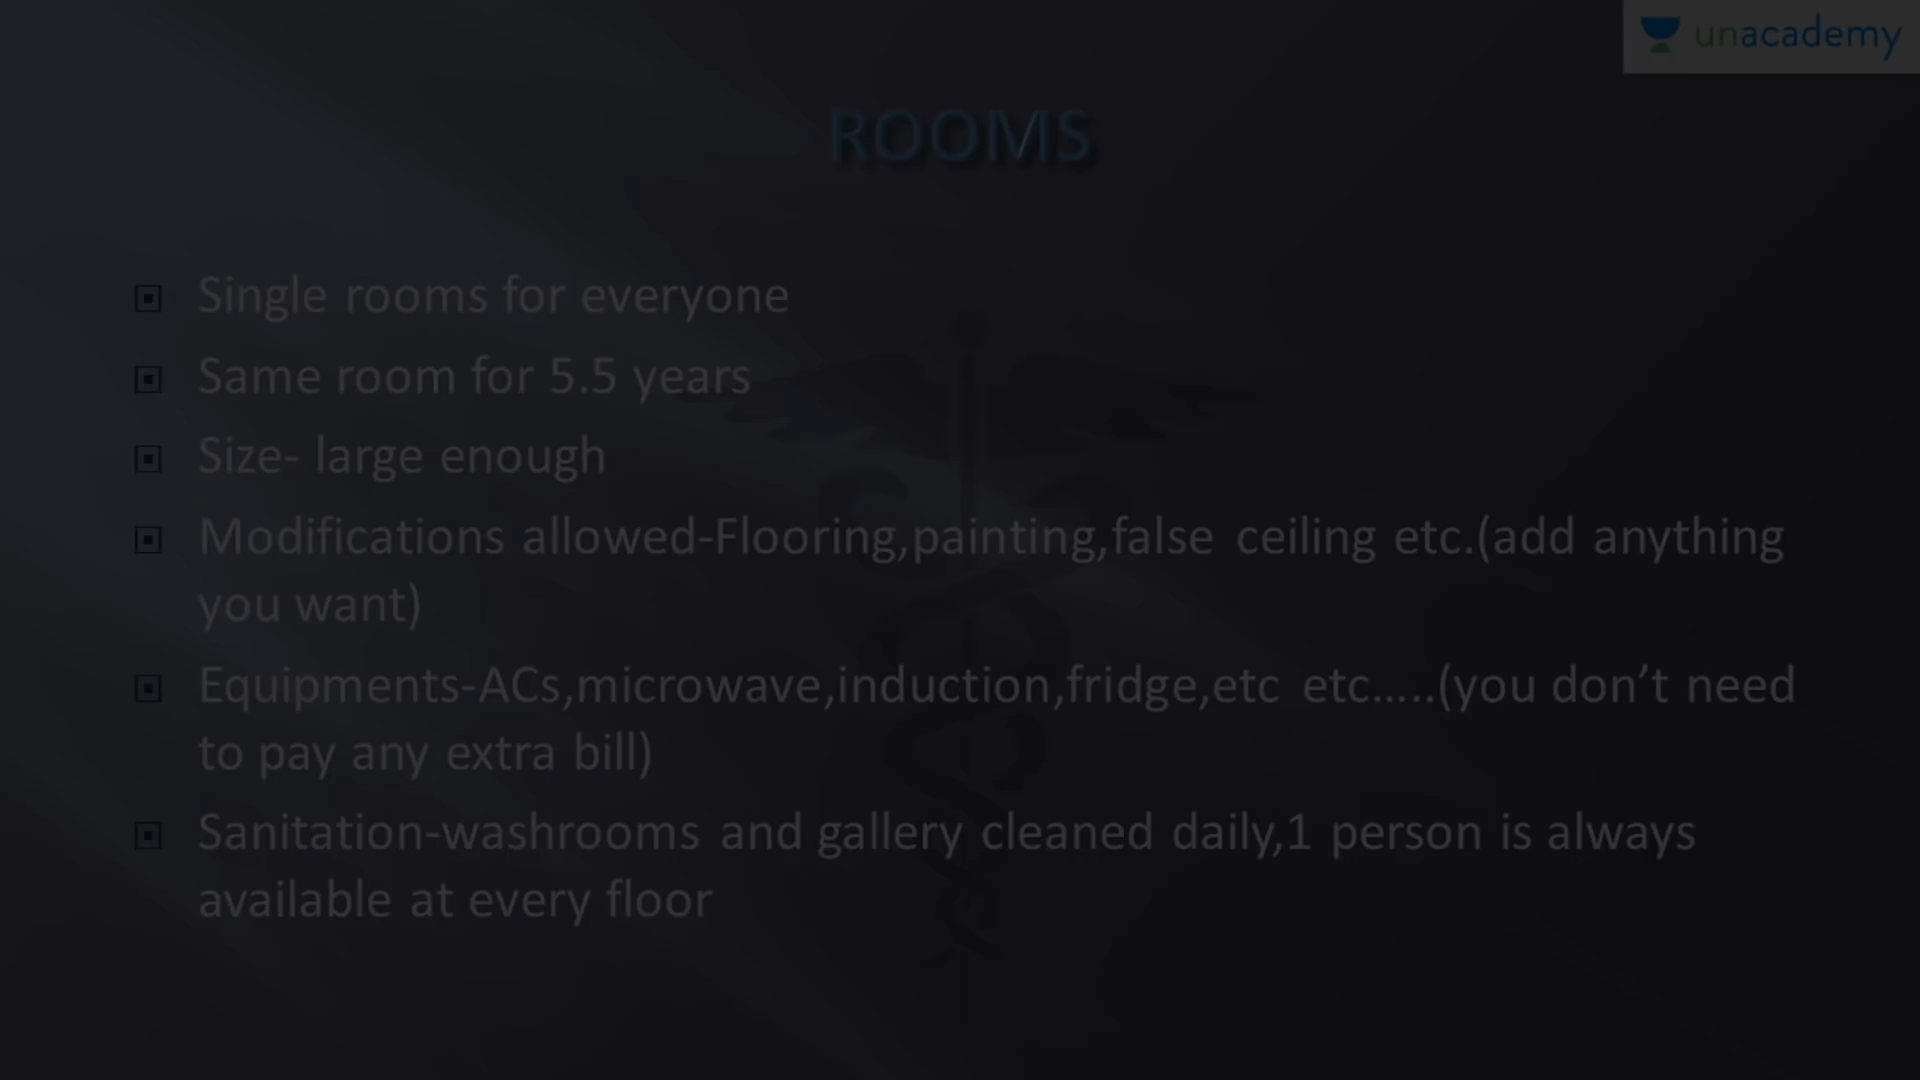 unacademy
ROOMS
Single rooms for everyone
Same room for 5.5 years
Size- large enough
Modifications allowed-Flooring,painting,false ceiling etc.(add anything
you want)
Equipments-ACs,microwave,induction,fridge,etc etc…..(you don’t need
to pay any extra bill)
Sanitation-washrooms and gallery cleaned daily,1 person is always
available at every floor